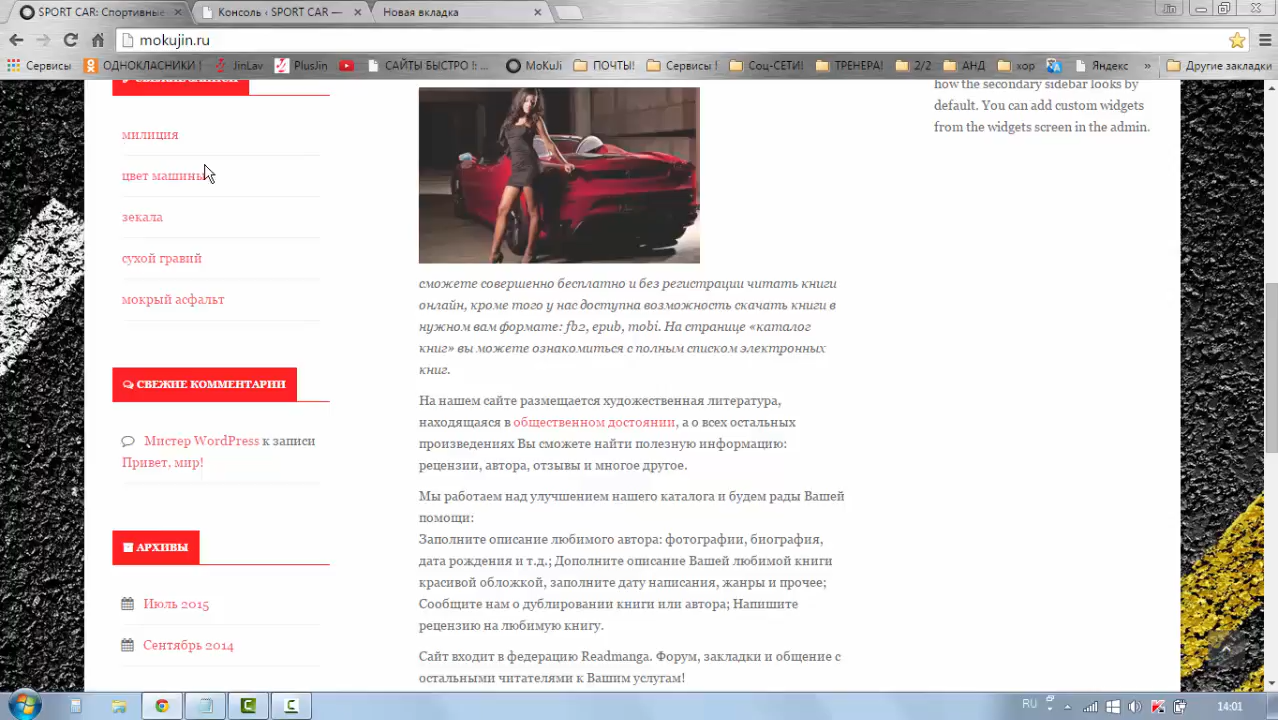 SPORT CAR — Спортивные
Консоль ‹ SPORT CAR —
Новая вкладка
mokujin.ru
Сервисы
ОДНОКЛАСНИКИ
JinLav
PlusJin
САЙТЫ БЫСТРО !: ...
MoKuJi
ПОЧТЫ!
Сервисы !
Соц-СЕТИ!
ТРЕНЕРА!
2/2
АНД
хор
Яндекс
»
Другие закладки
how the secondary sidebar looks by
default. You can add custom widgets
from the widgets screen in the admin.
милиция
цвет машины
зекала
сухой гравий
мокрый асфальт
СВЕЖИЕ КОММЕНТАРИИ
Мистер WordPress к записи
Привет, мир!
АРХИВЫ
Июль 2015
Сентябрь 2014
сможете совершенно бесплатно и без регистрации читать книги
онлайн, кроме того у нас доступна возможность скачать книги в
нужном вам формате: fb2, epub, tobi. На странице «каталог
книг» вы можете ознакомиться с полным списком электронных
книг.
На нашем сайте размещается художественная литература,
находящаяся в общественном достоянии, а о всех остальных
произведениях Вы сможете найти полезную информацию:
рецензии, автора, отзывы и многое другое.
Мы работаем над улучшением нашего каталога и будем рады Вашей
помощи:
Заполните описание любимого автора: фотографии, биография,
дата рождения и т.д.; Дополните описание Вашей любимой книги
красивой обложкой, заполните дату написания, жанры и прочее;
Сообщите нам о дублировании книги или автора; Напишите
рецензию на любимую книгу.
Сайт входит в федерацию Readmanga. Форум, закладки и общение с
остальными читателями к Вашим услугам!
RU
14:01